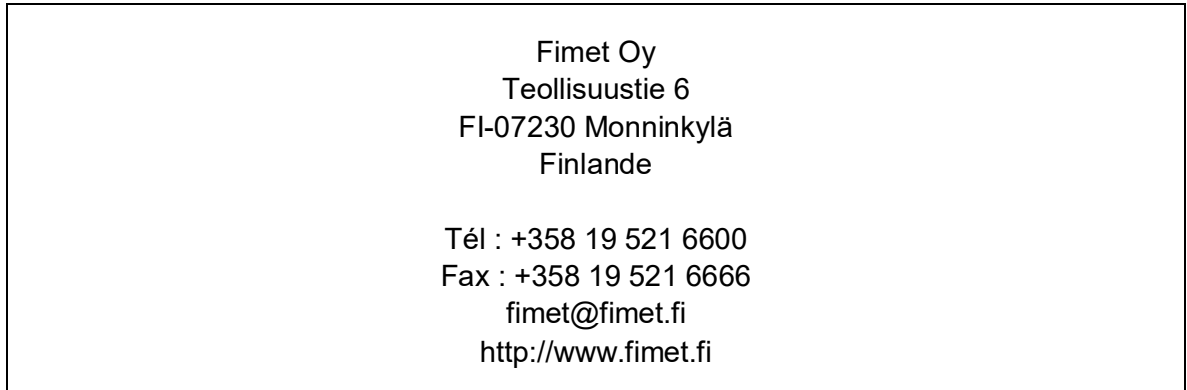 Fimet Oy
Teollisuustie 6
FI-07230 Monninkylä
Finlande
Tél : +358 19 521 6600
Fax : +358 19 521 6666
fimet@fimet.fi
http://www.fimet.fi